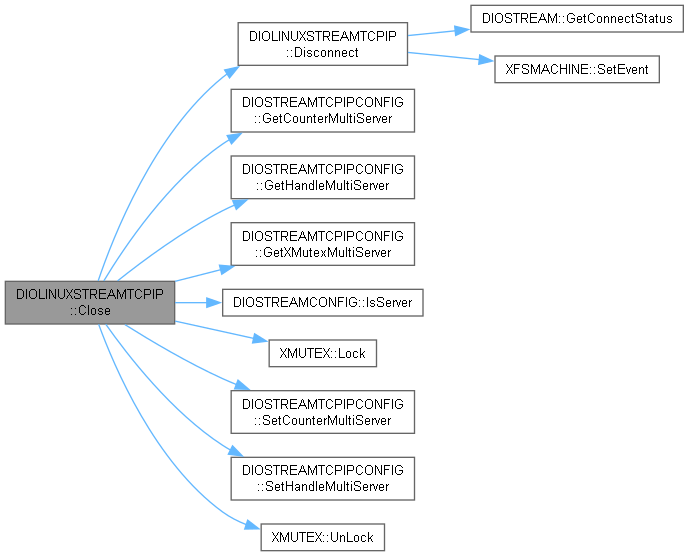 DIOLINUXSTREAMTCPIP
::Close
DIOLINUXSTREAMTCPIP
::Disconnect
DIOSTREAM::GetConnectStatus
XFSMACHINE::SetEvent
DIOSTREAMTCPIPCONFIG
::GetCounterMultiServer
DIOSTREAMTCPIPCONFIG
::GetHandleMultiServer
DIOSTREAMTCPIPCONFIG
::GetXMutexMultiServer
DIOSTREAMCONFIG::IsServer
XMUTEX::Lock
DIOSTREAMTCPIPCONFIG
::SetCounterMultiServer
DIOSTREAMTCPIPCONFIG
::SetHandleMultiServer
XMUTEX::UnLock